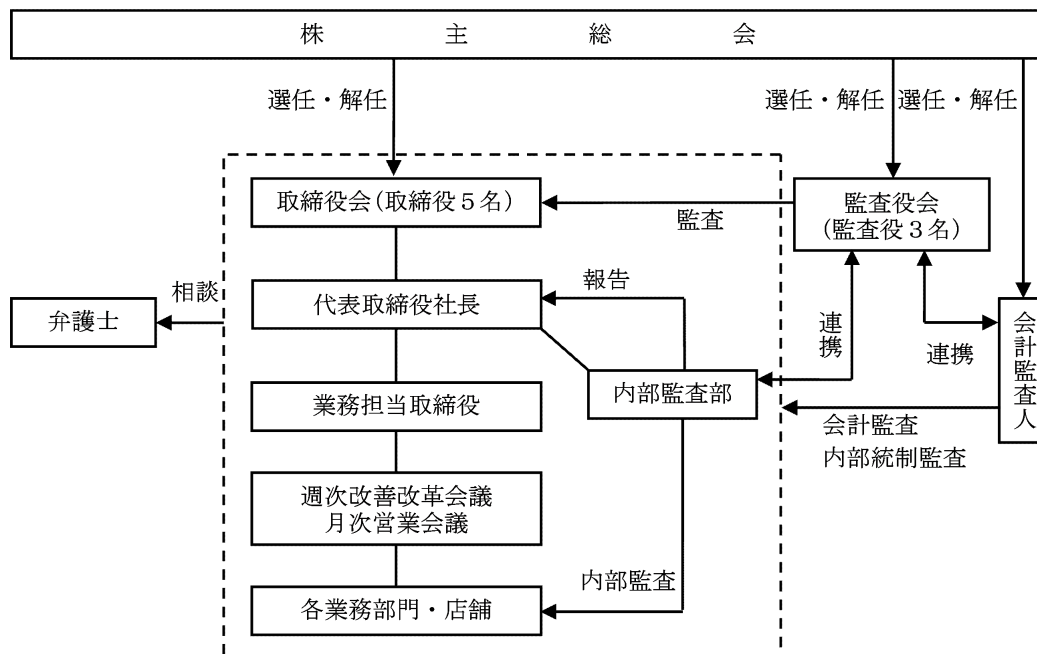 株主総会
選任・解任
選任・解任
選任・解任
取締役会(取締役5名)
監査
監査役会
(監査役3名)
弁護士
相談
代表取締役社長
報告
連携
連携
会計監査人
内部監査部
業務担当取締役
会計監査
内部統制監査
週次改善改革会議
月次営業会議
内部監査
各業務部門・店舗